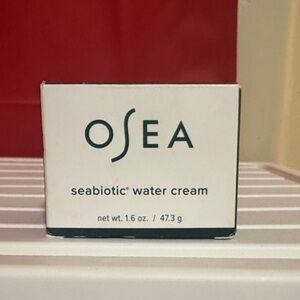 OSEA
seabiotic® water cream
net wt. 1.6 oz. / 47.3 g